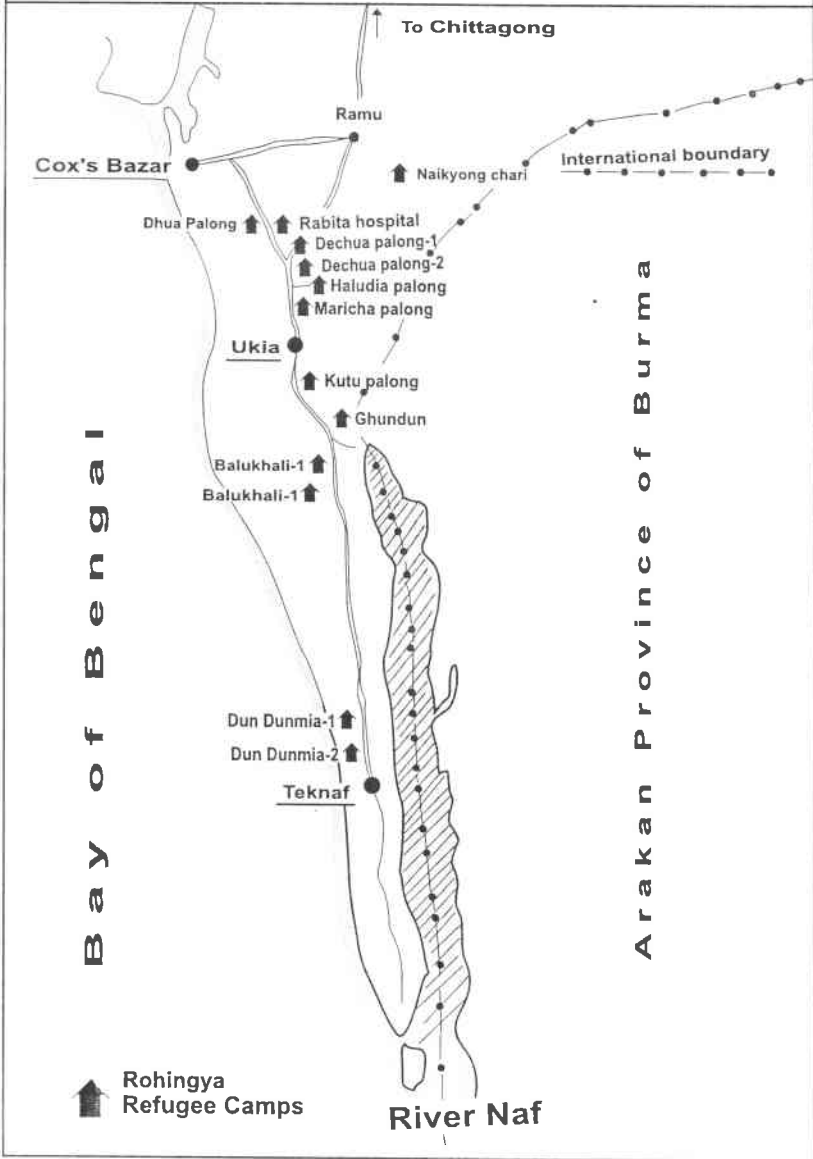 To Chittagong
Ramu
Cox's Bazar
International boundary
Naikyong chari
Dhua Palong
Rabita hospital
Dechua palong-1
Dechua palong-2
Haludia palong
Maricha palong
Ukia
Kutu palong
Ghundun
Balukhali-1
Balukhali-1
Bay of Bengal
Arakan Province of Burma
Dun Dunmia-1
Dun Dunmia-2
Teknaf
Rohingya
Refugee Camps
River Naf